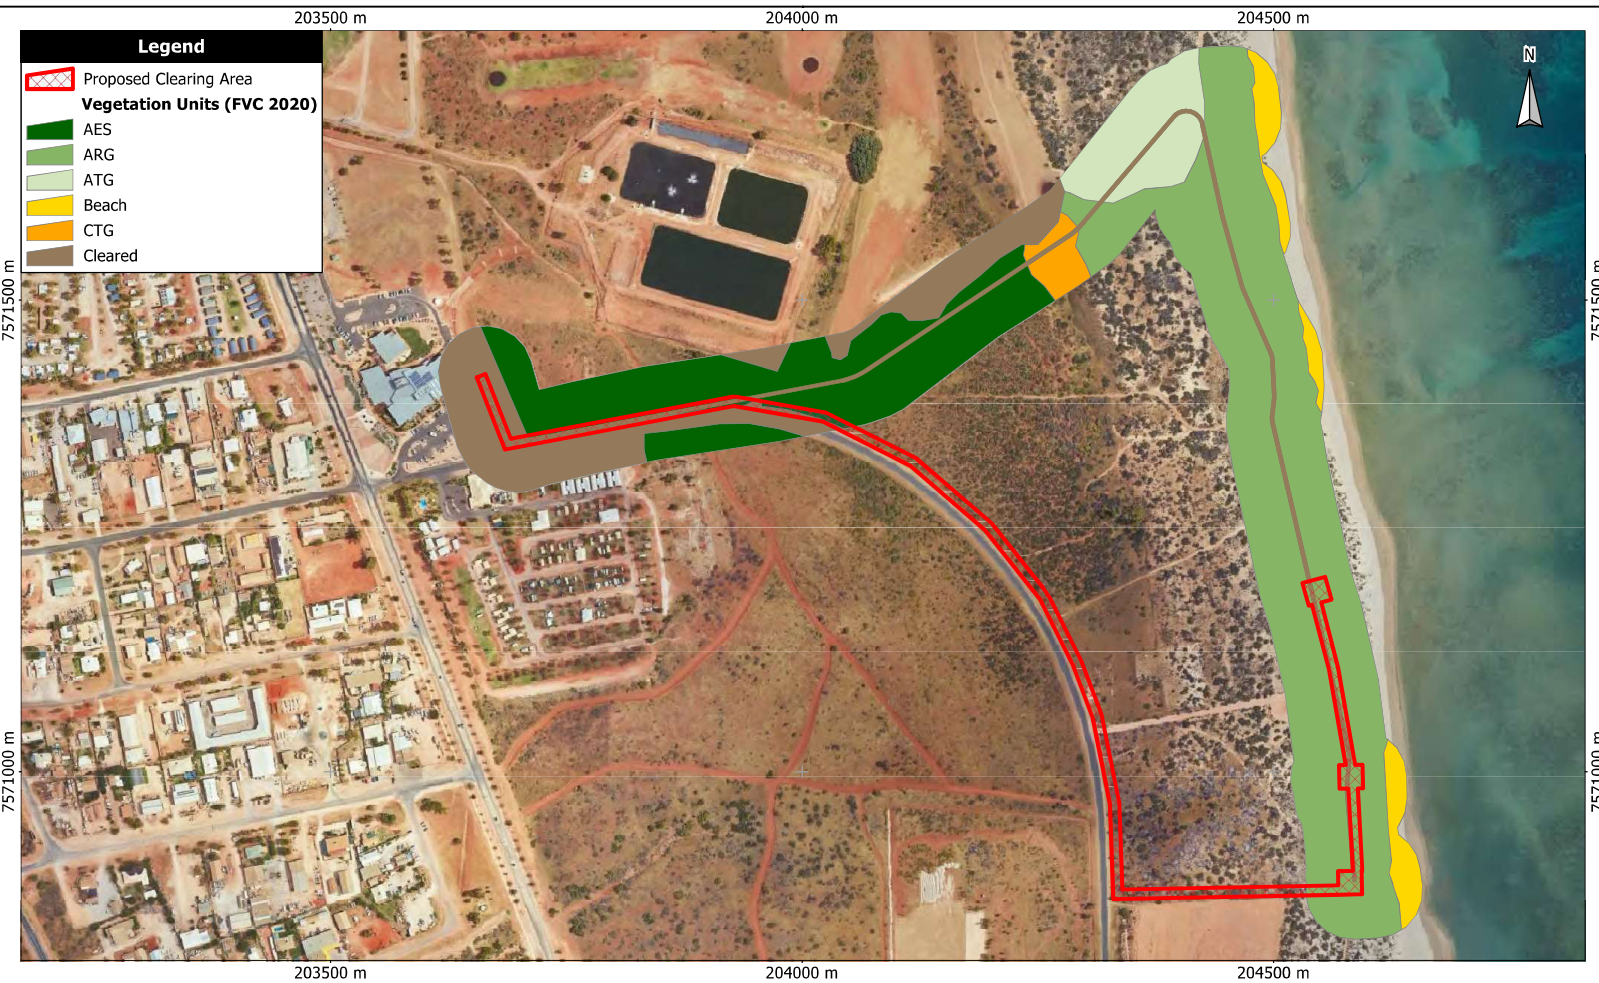 203500 m
204000 m
204500 m
Legend
Proposed Clearing Area
Vegetation Units (FVC 2020)
AES
ARG
ATG
Beach
CTG
Cleared
N
7571500 m
7571500 m
7571000 m
7571000 m
203500 m
204000 m
204500 m